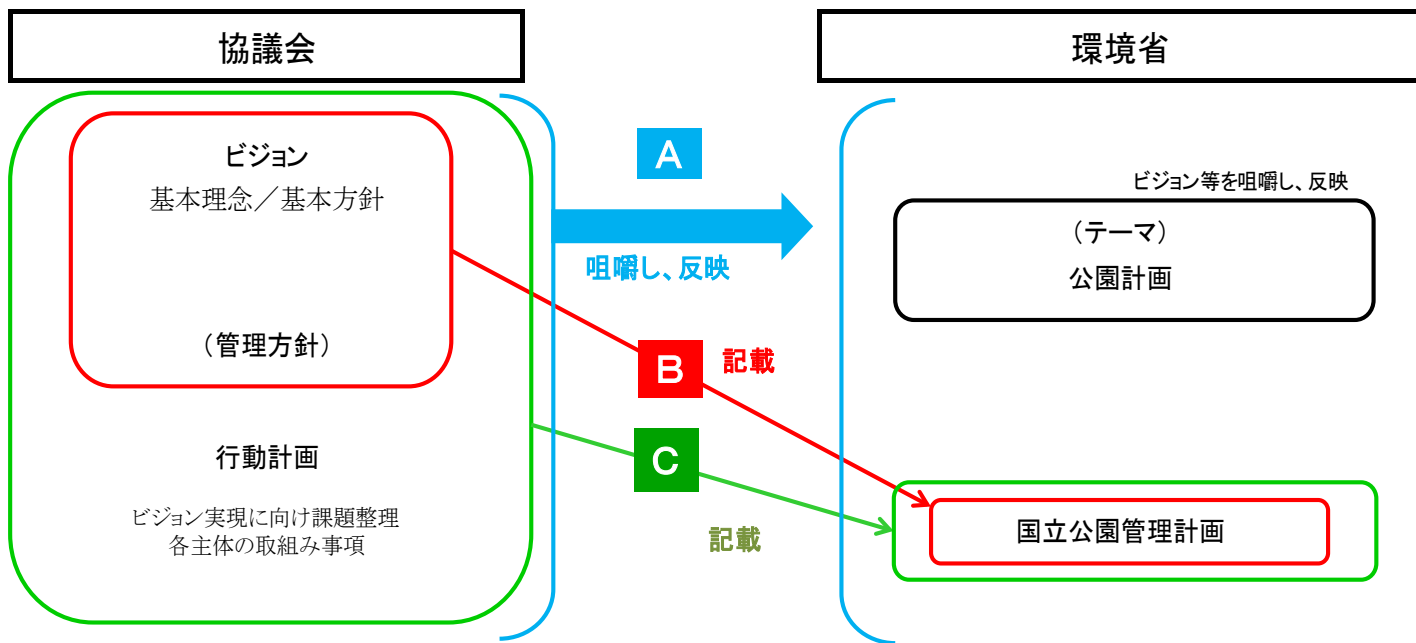 協議会
環境省
ビジョン
基本理念／基本方針
（管理方針）
行動計画
ビジョン実現に向け課題整理
各主体の取組み事項
A
咀嚼し、反映
B
記載
C
記載
ビジョン等を咀嚼し、反映
（テーマ）
公園計画
国立公園管理計画